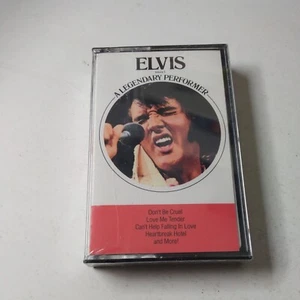 ELVIS
A LEGENDARY PERFORMER
Don't Be Cruel
Love Me Tender
Can't Help Falling In Love
Heartbreak Hotel
and More!